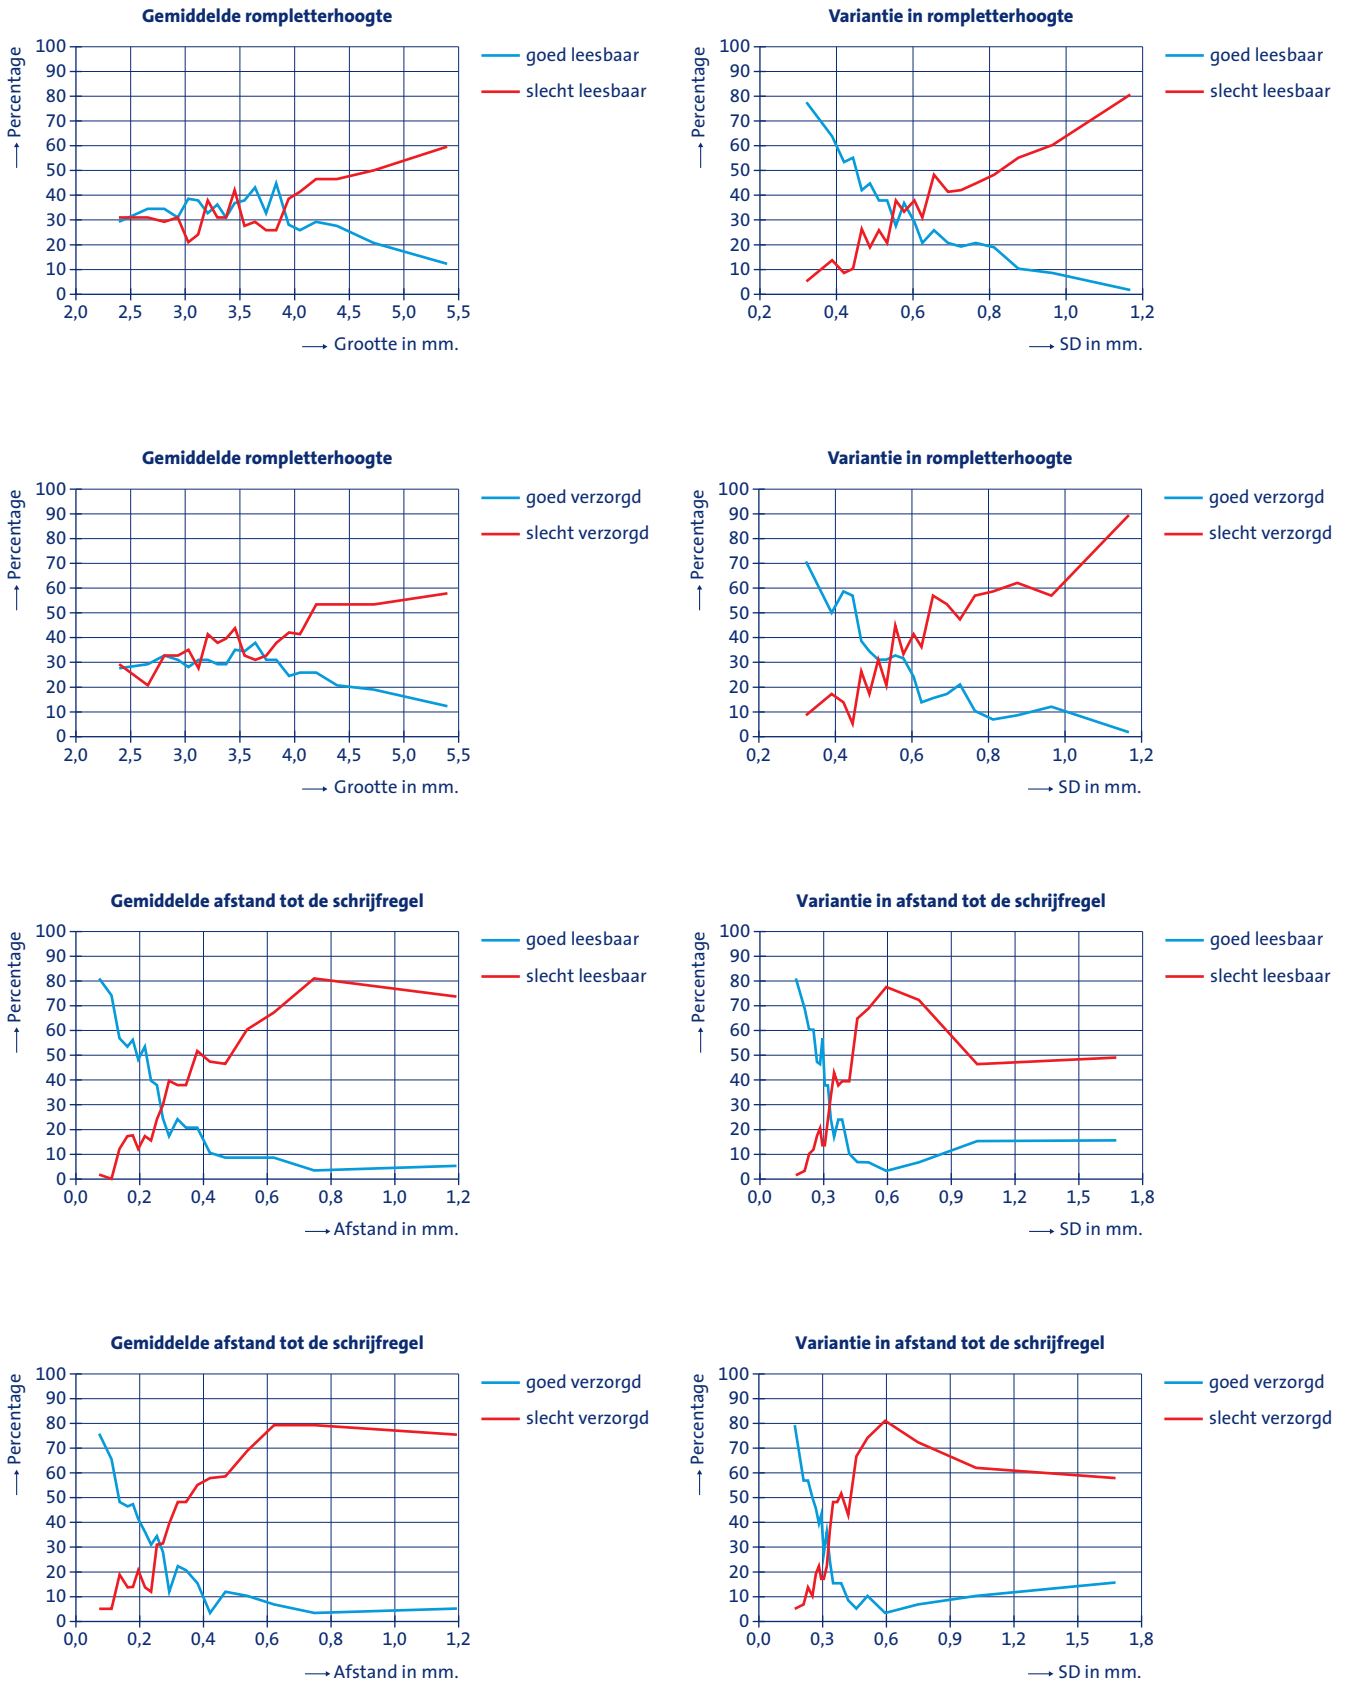 Gemiddelde rompletterhoogte
Percentage
100
90
80
70
60
50
40
30
20
10
0
2,0 2,5 3,0 3,5 4,0 4,5 5,0 5,5
Grootte in mm.
goed leesbaar
slecht leesbaar
Variantie in rompletterhoogte
Percentage
100
90
80
70
60
50
40
30
20
10
0
0,2 0,4 0,6 0,8 1,0 1,2
SD in mm.
goed leesbaar
slecht leesbaar
Gemiddelde rompletterhoogte
Percentage
100
90
80
70
60
50
40
30
20
10
0
2,0 2,5 3,0 3,5 4,0 4,5 5,0 5,5
Grootte in mm.
goed verzorgd
slecht verzorgd
Variantie in rompletterhoogte
Percentage
100
90
80
70
60
50
40
30
20
10
0
0,2 0,4 0,6 0,8 1,0 1,2
SD in mm.
goed verzorgd
slecht verzorgd
Gemiddelde afstand tot de schrijfregel
Percentage
100
90
80
70
60
50
40
30
20
10
0
0,0 0,2 0,4 0,6 0,8 1,0 1,2
Afstand in mm.
goed leesbaar
slecht leesbaar
Variantie in afstand tot de schrijfregel
Percentage
100
90
80
70
60
50
40
30
20
10
0
0,0 0,3 0,6 0,9 1,2 1,5 1,8
SD in mm.
goed leesbaar
slecht leesbaar
Gemiddelde afstand tot de schrijfregel
Percentage
100
90
80
70
60
50
40
30
20
10
0
0,0 0,2 0,4 0,6 0,8 1,0 1,2
Afstand in mm.
goed verzorgd
slecht verzorgd
Variantie in afstand tot de schrijfregel
Percentage
100
90
80
70
60
50
40
30
20
10
0
0,0 0,3 0,6 0,9 1,2 1,5 1,8
SD in mm.
goed verzorgd
slecht verzorgd